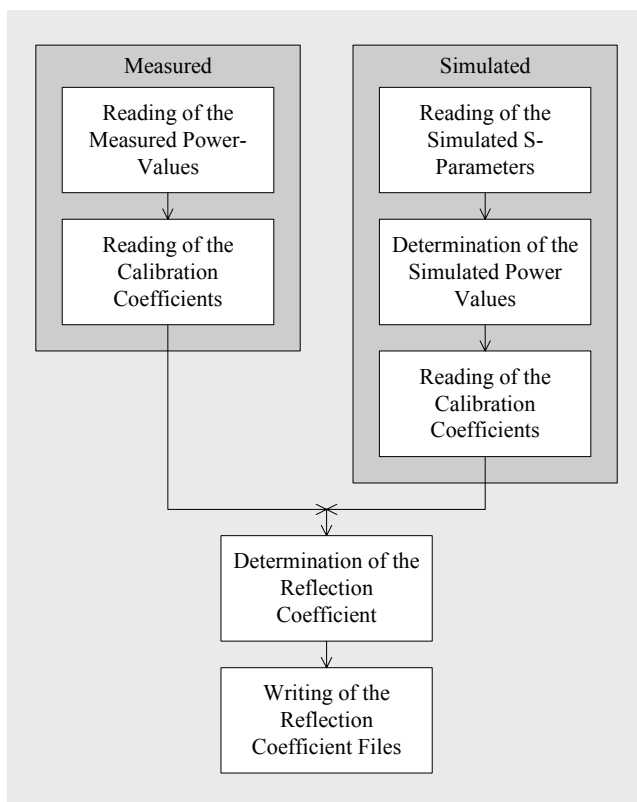 Measured
Reading of the
Measured Power-
Values
Reading of the
Calibration
Coefficients
Simulated
Reading of the
Simulated S-
Parameters
Determination of the
Simulated Power
Values
Reading of the
Calibration
Coefficients
Determination of the
Reflection
Coefficient
Writing of the
Reflection
Coefficient Files